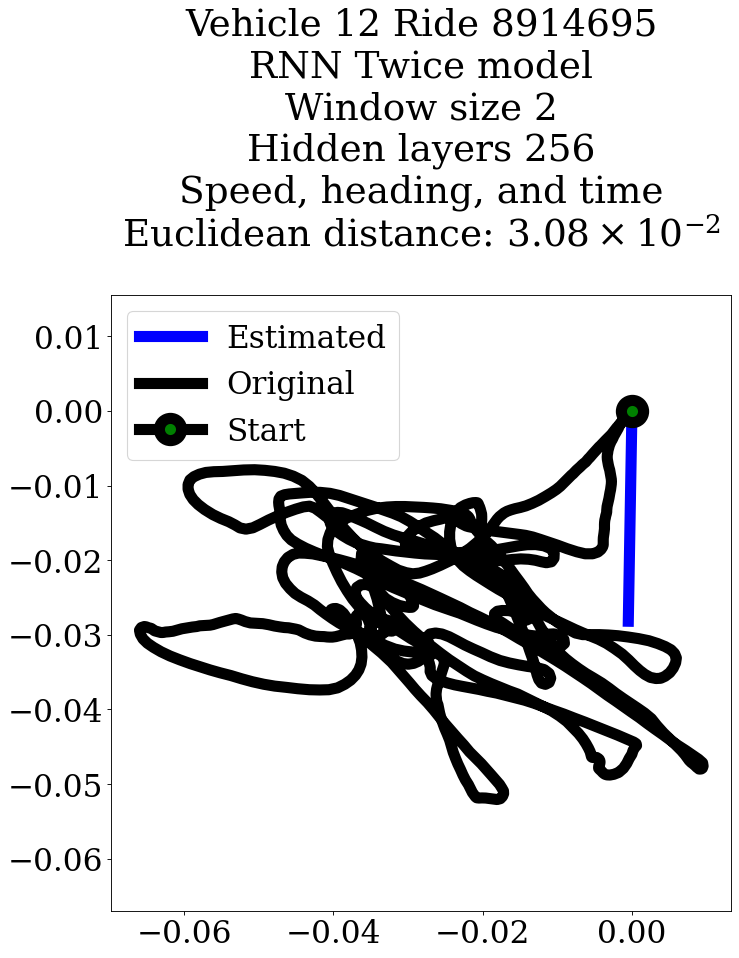 Vehicle 12 Ride 8914695
RNN Twice model
Window size 2
Hidden layers 256
Speed, heading, and time
Euclidean distance: 3.08 × 10⁻²
Estimated
Original
Start
0.01
0.00
−0.01
−0.02
−0.03
−0.04
−0.05
−0.06
−0.06 −0.04 −0.02 0.00